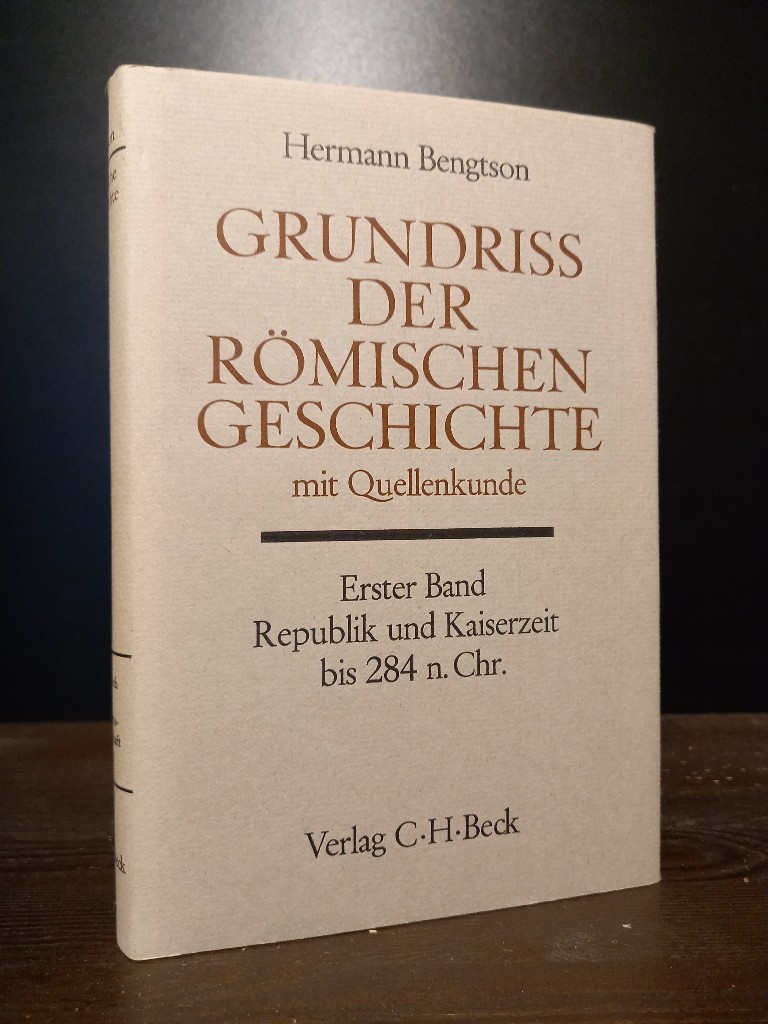 Hermann Bengtson
GRUNDRISS
DER
RÖMISCHEN
GESCHICHTE
mit Quellenkunde
Erster Band
Republik und Kaiserzeit
bis 284 n. Chr.
Verlag C·H·Beck